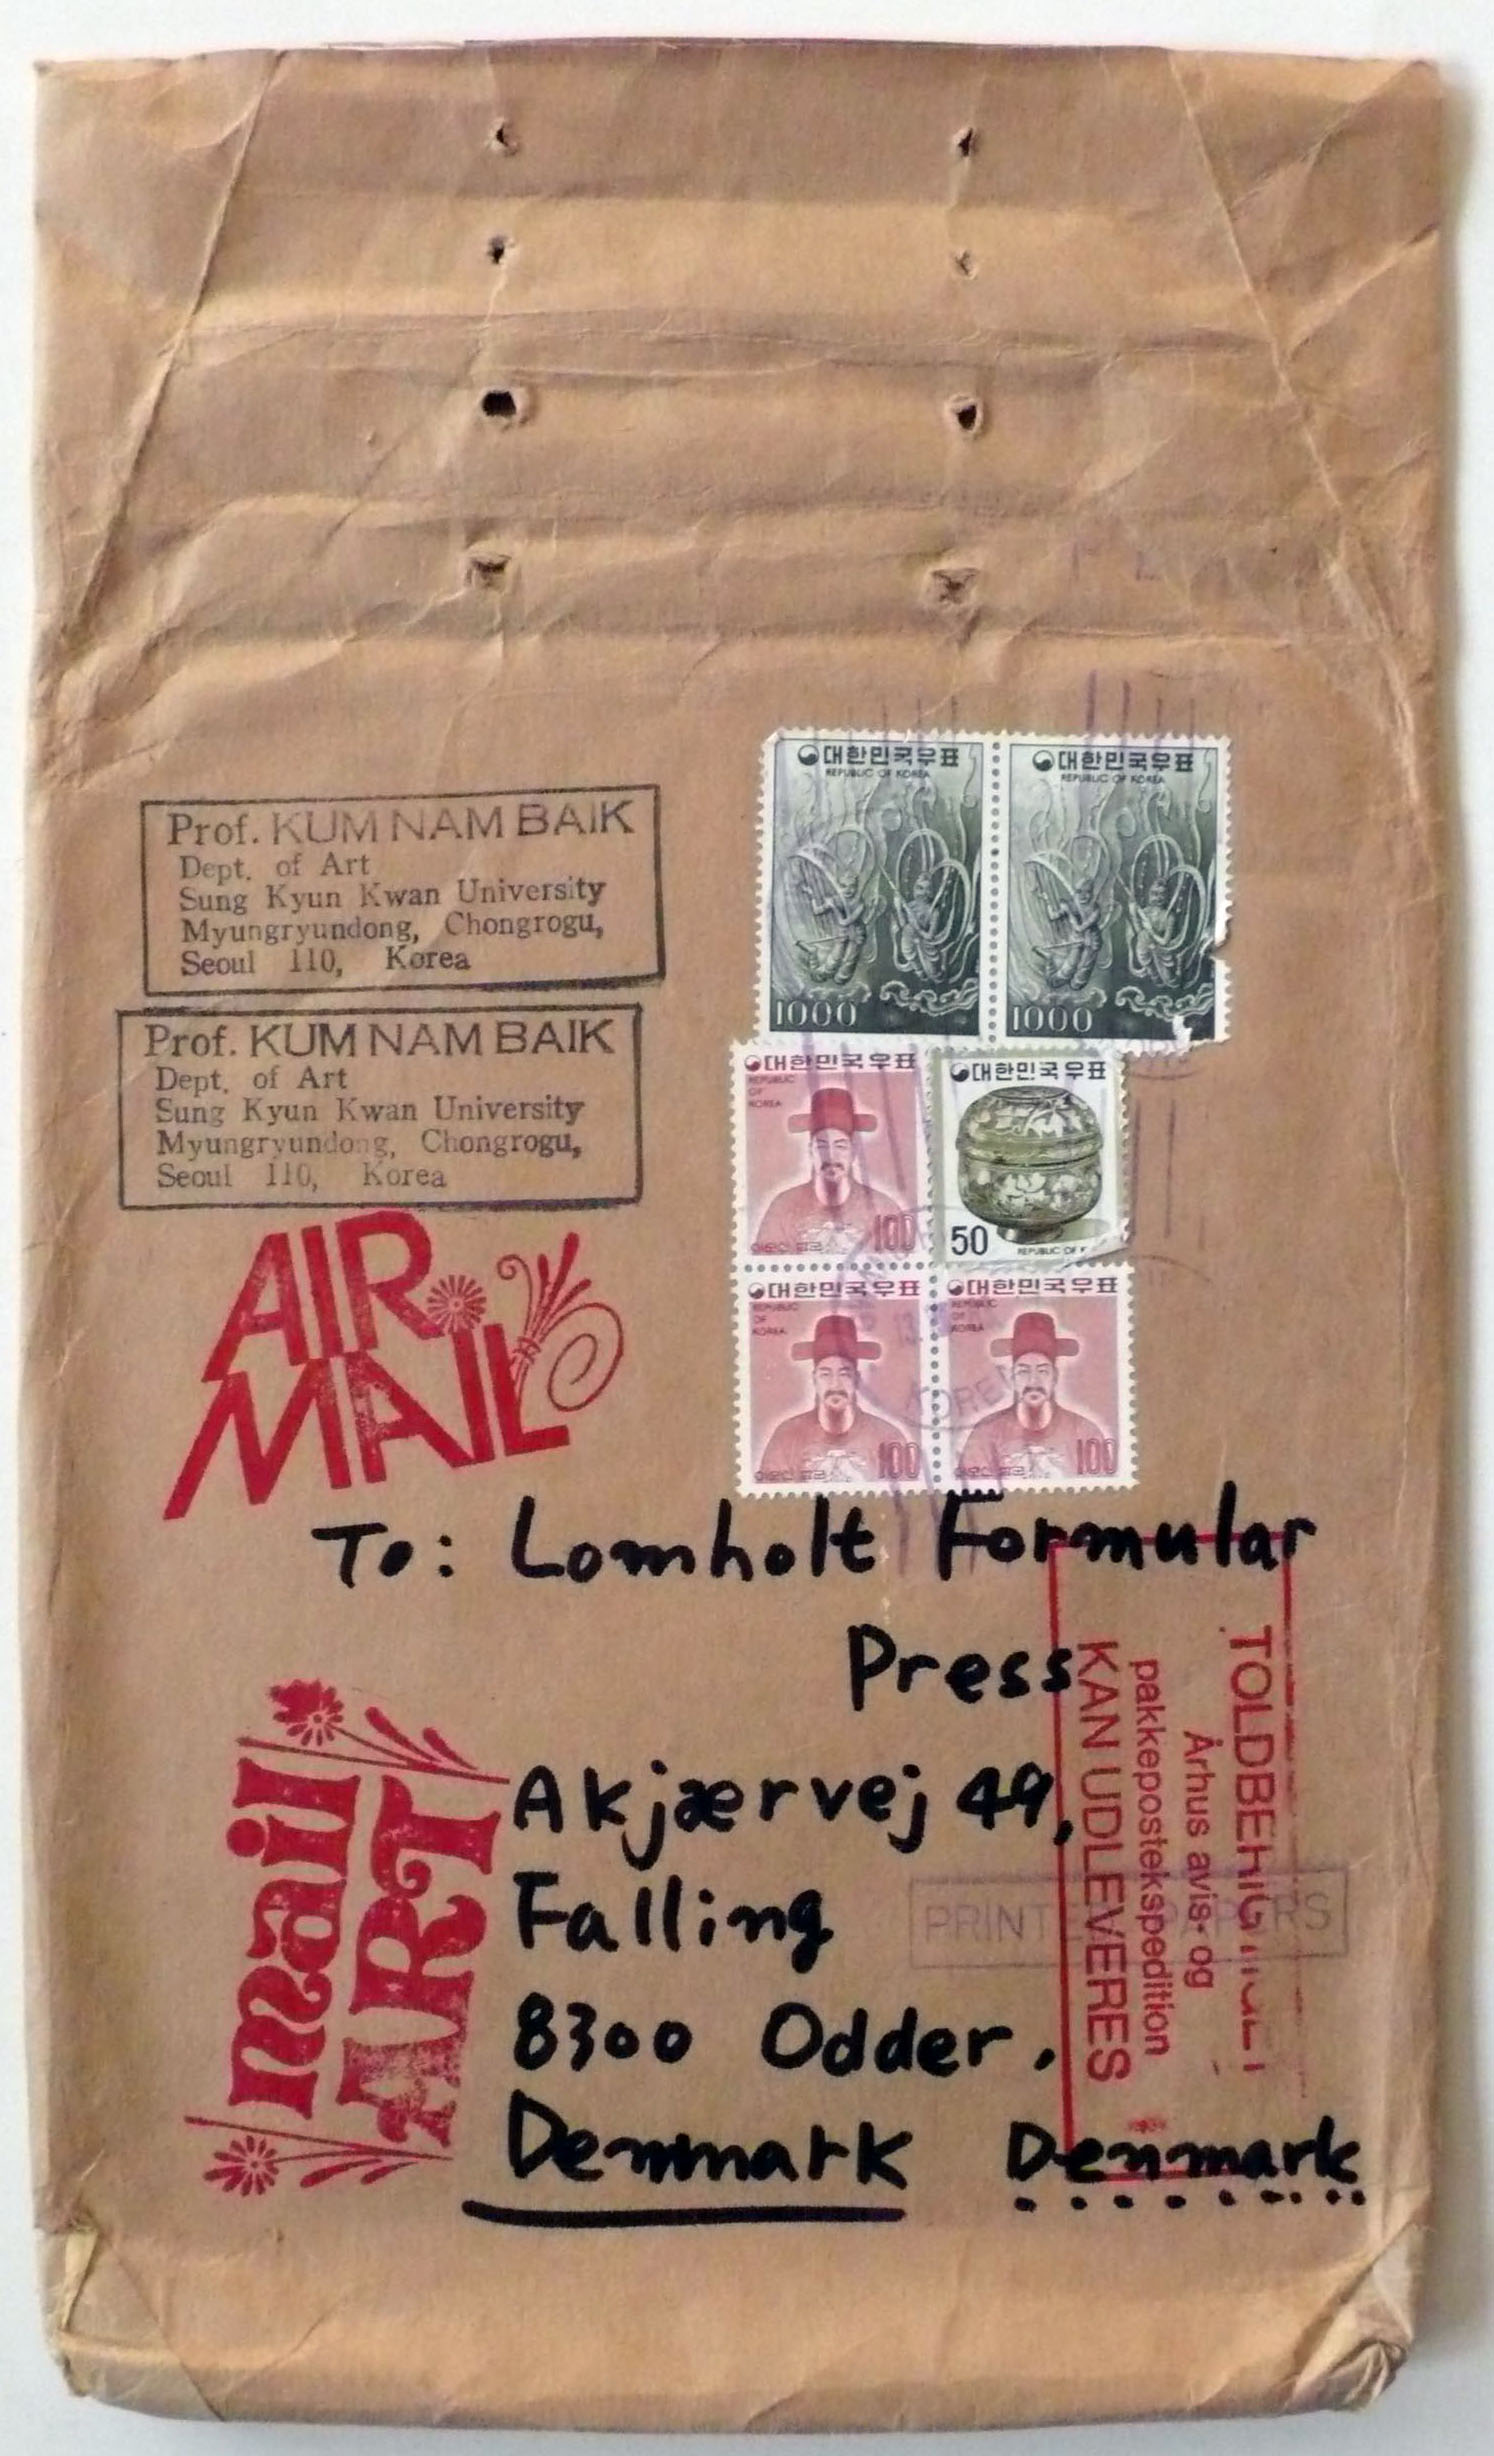 대한민국우표
REPUBLIC OF KOREA
1000
대한민국우표
REPUBLIC OF KOREA
1000
Prof. KUM NAM BAIK
Dept. of Art
Sung Kyun Kwan University
Myungryundong, Chongrogu,
Seoul 110, Korea
Prof. KUM NAM BAIK
Dept. of Art
Sung Kyun Kwan University
Myungryundong, Chongrogu,
Seoul 110, Korea
대한민국우표
REPUBLIC
OF
KOREA
100
대한민국우표
50
REPUBLIC OF K
대한민국우표
REPUBLIC
OF
KOREA
100
대한민국우표
REPUBLIC
OF
KOREA
100
AIR
MAIL
To: Lomholt Formular
Press
Akjærvej 49,
Falling
8300 Odder.
Denmark Denmark
mail
ART
Århus avis- og
pakkepostekspedition
KAN UDLEVERES